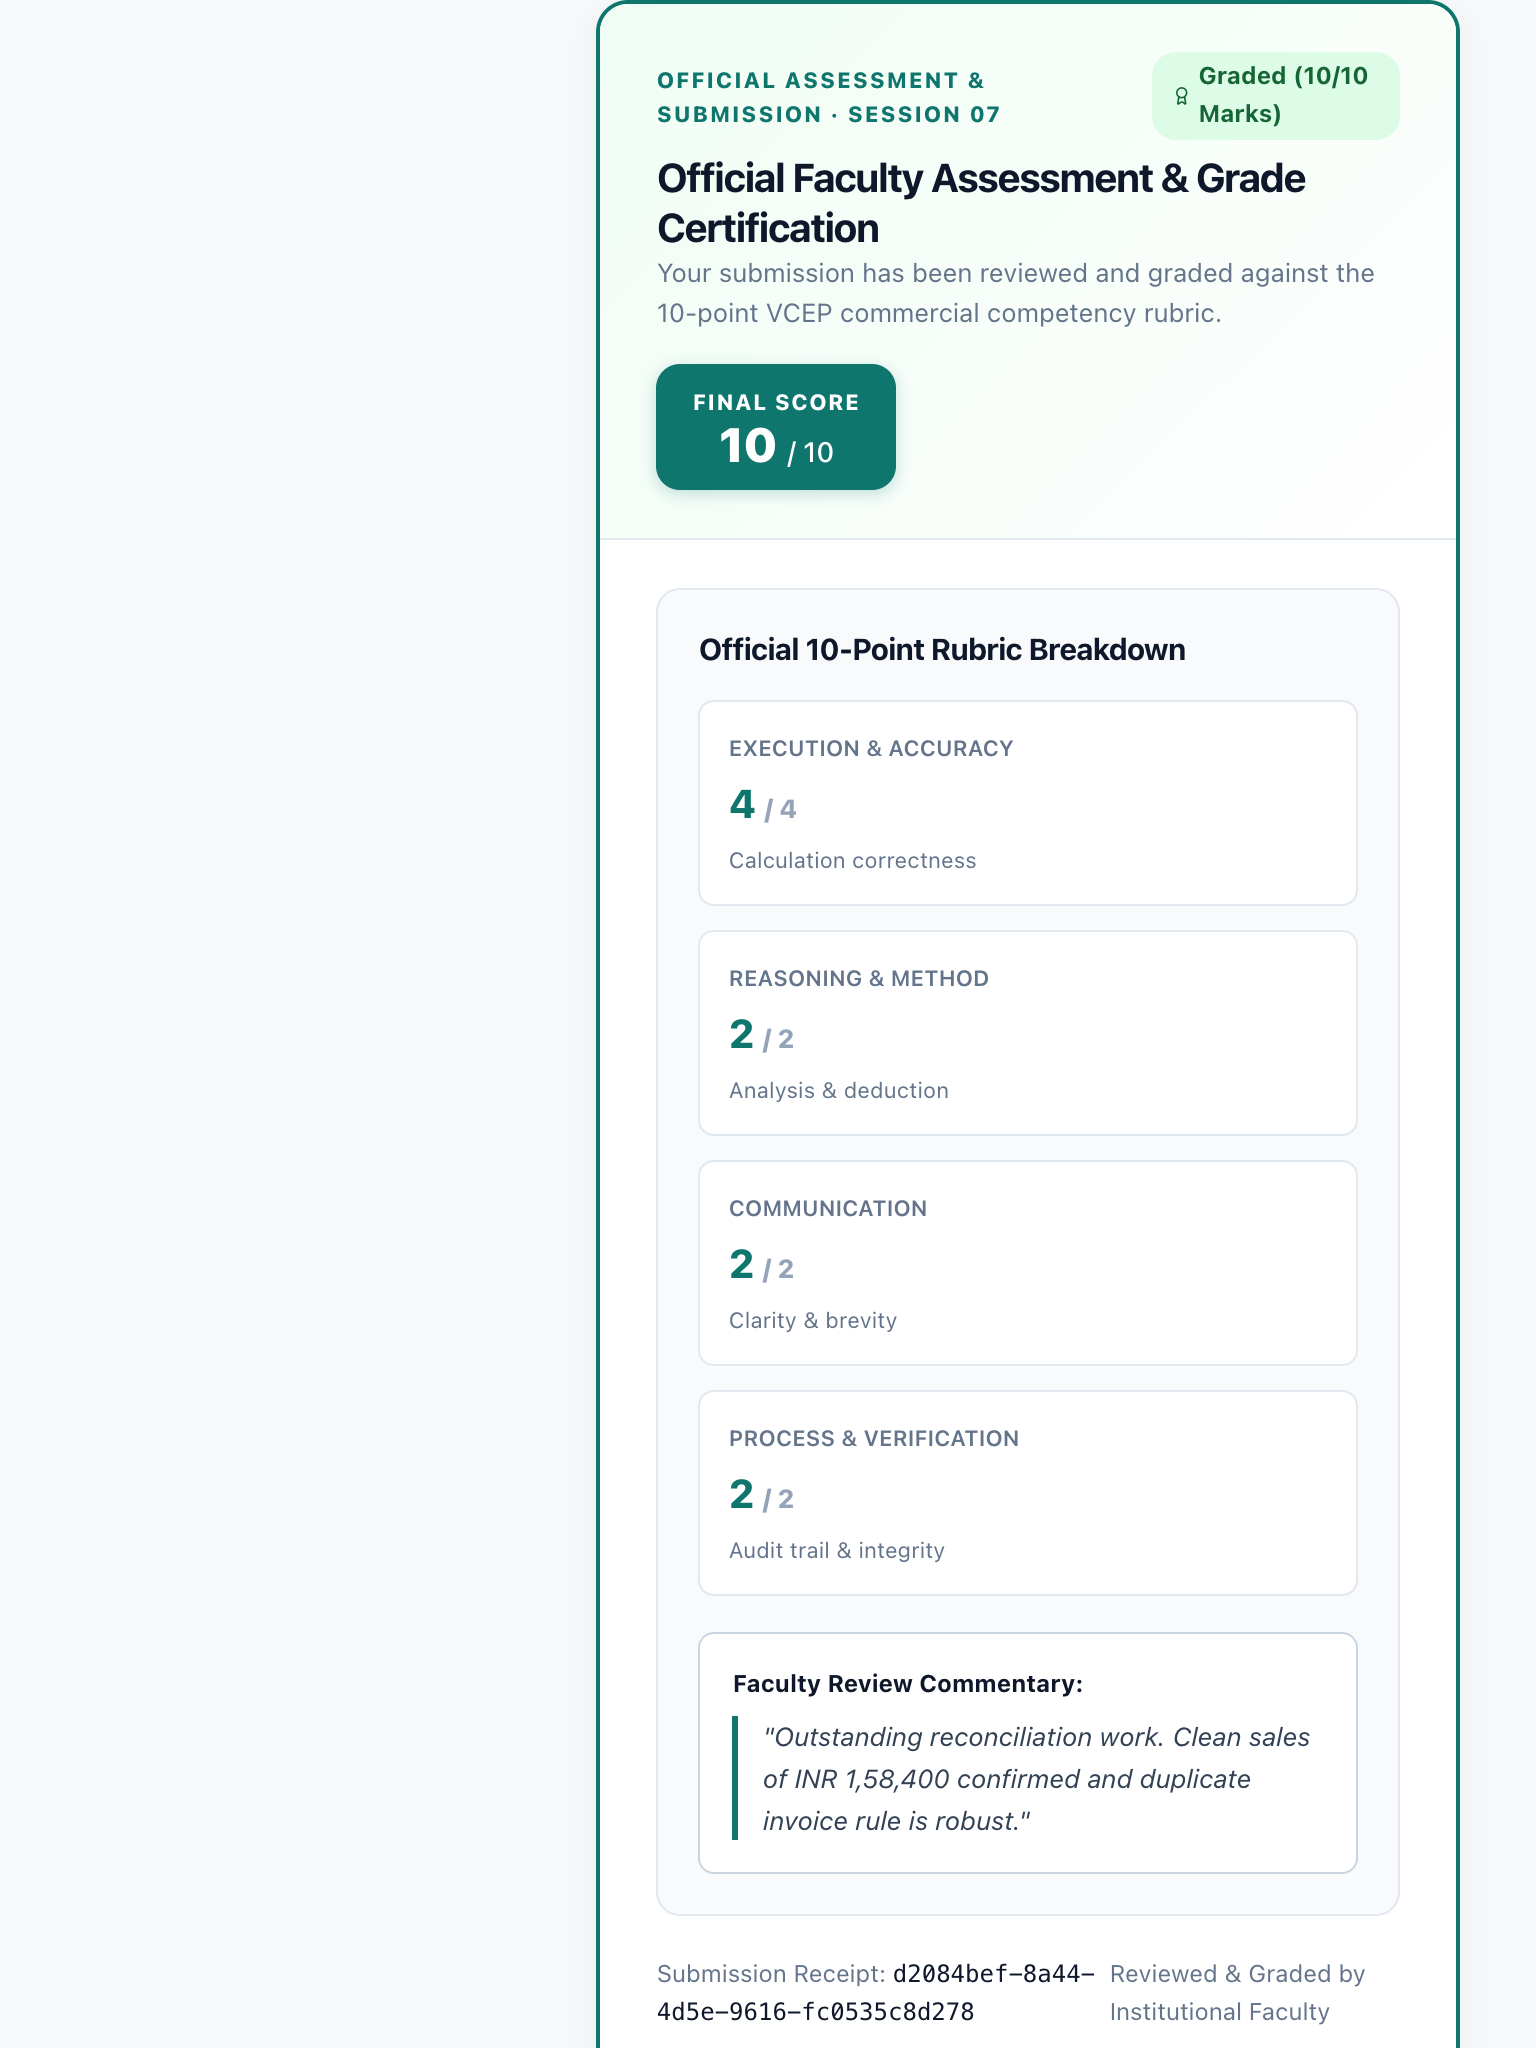 OFFICIAL ASSESSMENT &
SUBMISSION · SESSION 07
Graded (10/10
Marks)
Official Faculty Assessment & Grade
Certification
Your submission has been reviewed and graded against the
10-point VCEP commercial competency rubric.
FINAL SCORE
10 / 10
Official 10-Point Rubric Breakdown
EXECUTION & ACCURACY
4 / 4
Calculation correctness
REASONING & METHOD
2 / 2
Analysis & deduction
COMMUNICATION
2 / 2
Clarity & brevity
PROCESS & VERIFICATION
2 / 2
Audit trail & integrity
Faculty Review Commentary:
"Outstanding reconciliation work. Clean sales
of INR 1,58,400 confirmed and duplicate
invoice rule is robust."
Submission Receipt: d2084bef-8a44-
4d5e-9616-fc0535c8d278
Reviewed & Graded by
Institutional Faculty